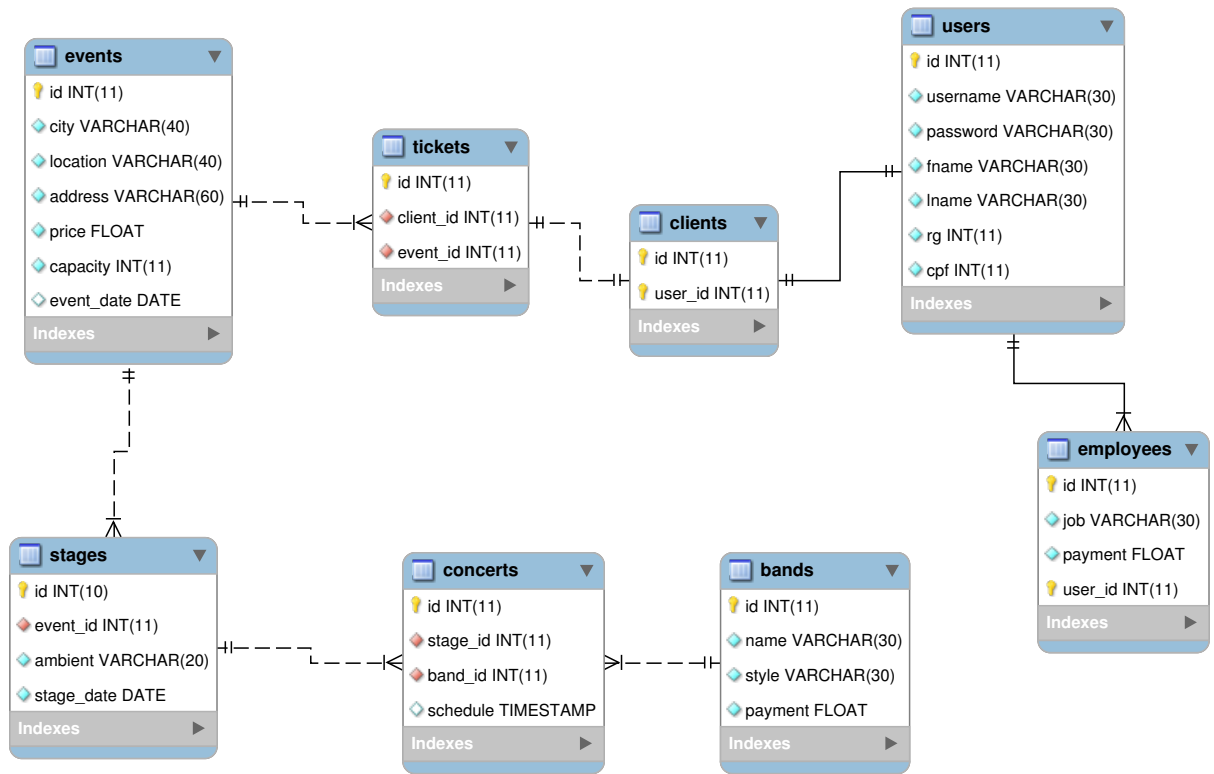 events
id INT(11)
city VARCHAR(40)
location VARCHAR(40)
address VARCHAR(60)
price FLOAT
capacity INT(11)
event_date DATE
Indexes
tickets
id INT(11)
client_id INT(11)
event_id INT(11)
Indexes
clients
id INT(11)
user_id INT(11)
Indexes
users
id INT(11)
username VARCHAR(30)
password VARCHAR(30)
fname VARCHAR(30)
lname VARCHAR(30)
rg INT(11)
cpf INT(11)
Indexes
employees
id INT(11)
job VARCHAR(30)
payment FLOAT
user_id INT(11)
Indexes
stages
id INT(10)
event_id INT(11)
ambient VARCHAR(20)
stage_date DATE
Indexes
concerts
id INT(11)
stage_id INT(11)
band_id INT(11)
schedule TIMESTAMP
Indexes
bands
id INT(11)
name VARCHAR(30)
style VARCHAR(30)
payment FLOAT
Indexes